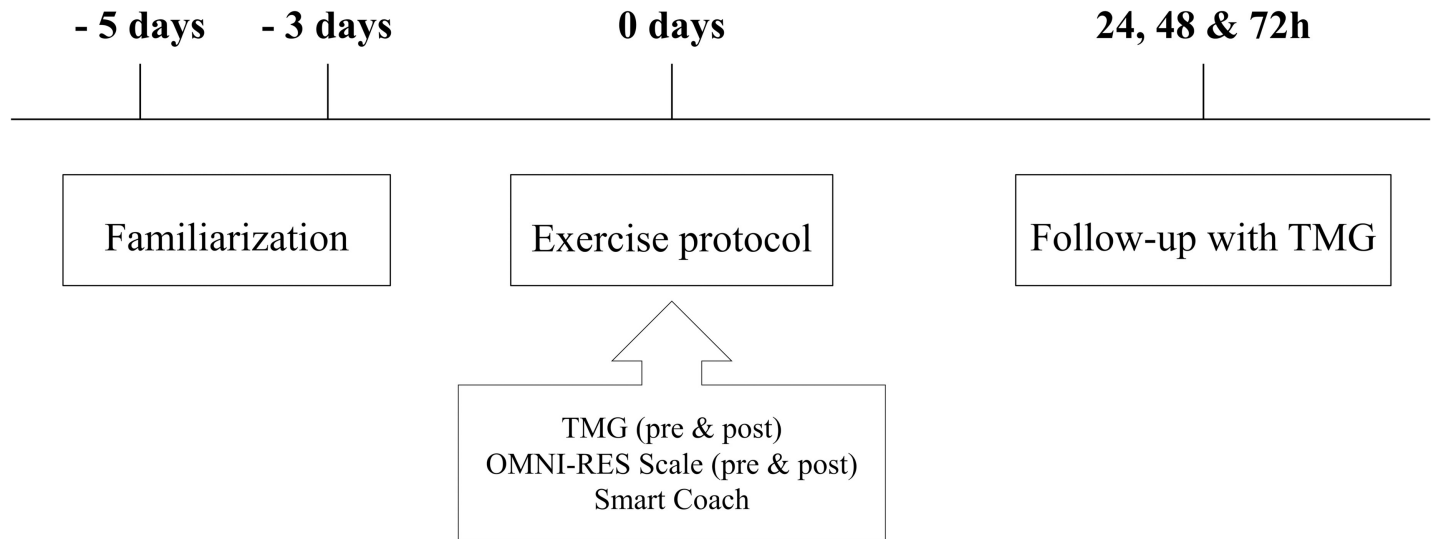 - 5 days - 3 days 0 days 24, 48 & 72h
Familiarization Exercise protocol Follow-up with TMG
TMG (pre & post)
OMNI-RES Scale (pre & post)
Smart Coach